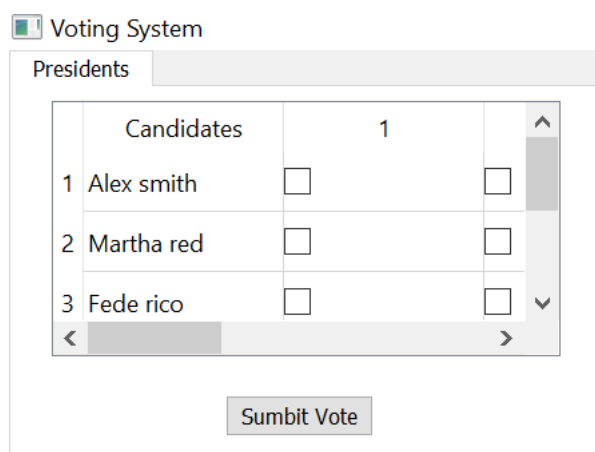 Voting System
Presidents
Candidates 1
1 Alex smith
2 Martha red
3 Fede rico
Sumbit Vote